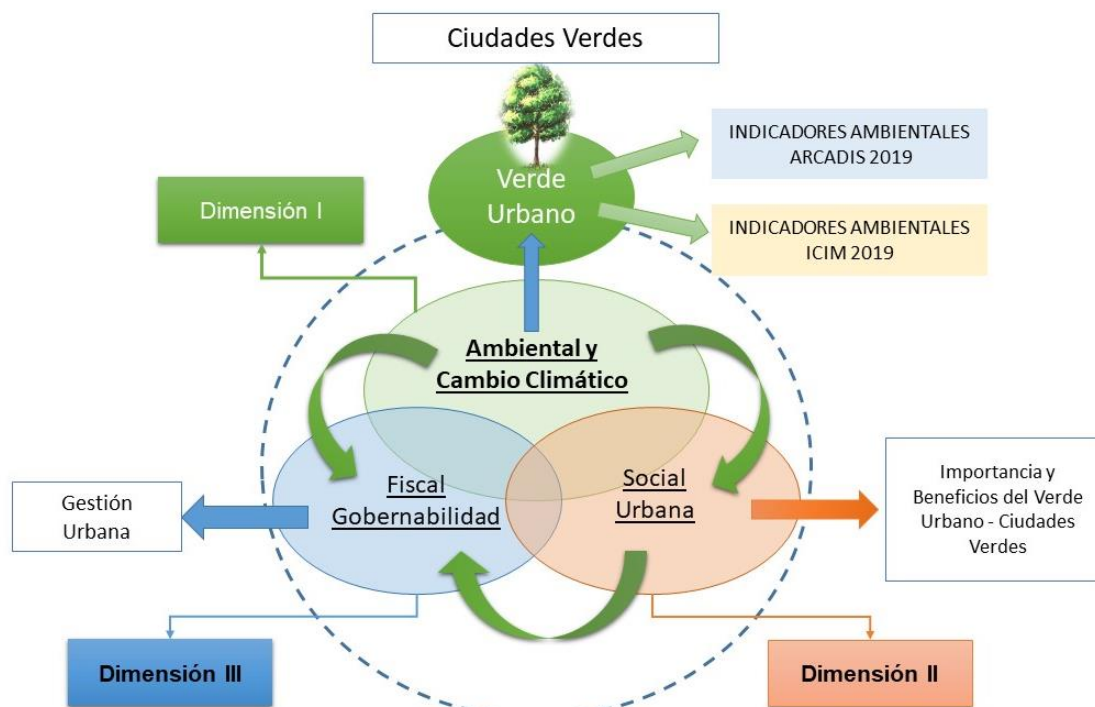 Ciudades Verdes
Verde
Urbano
INDICADORES AMBIENTALES
ARCADIS 2019
INDICADORES AMBIENTALES
ICIM 2019
Dimensión I
Ambiental y
Cambio Climático
Fiscal
Gobernabilidad
Social
Urbana
Gestión
Urbana
Importancia y
Beneficios del Verde
Urbano - Ciudades
Verdes
Dimensión III
Dimensión II